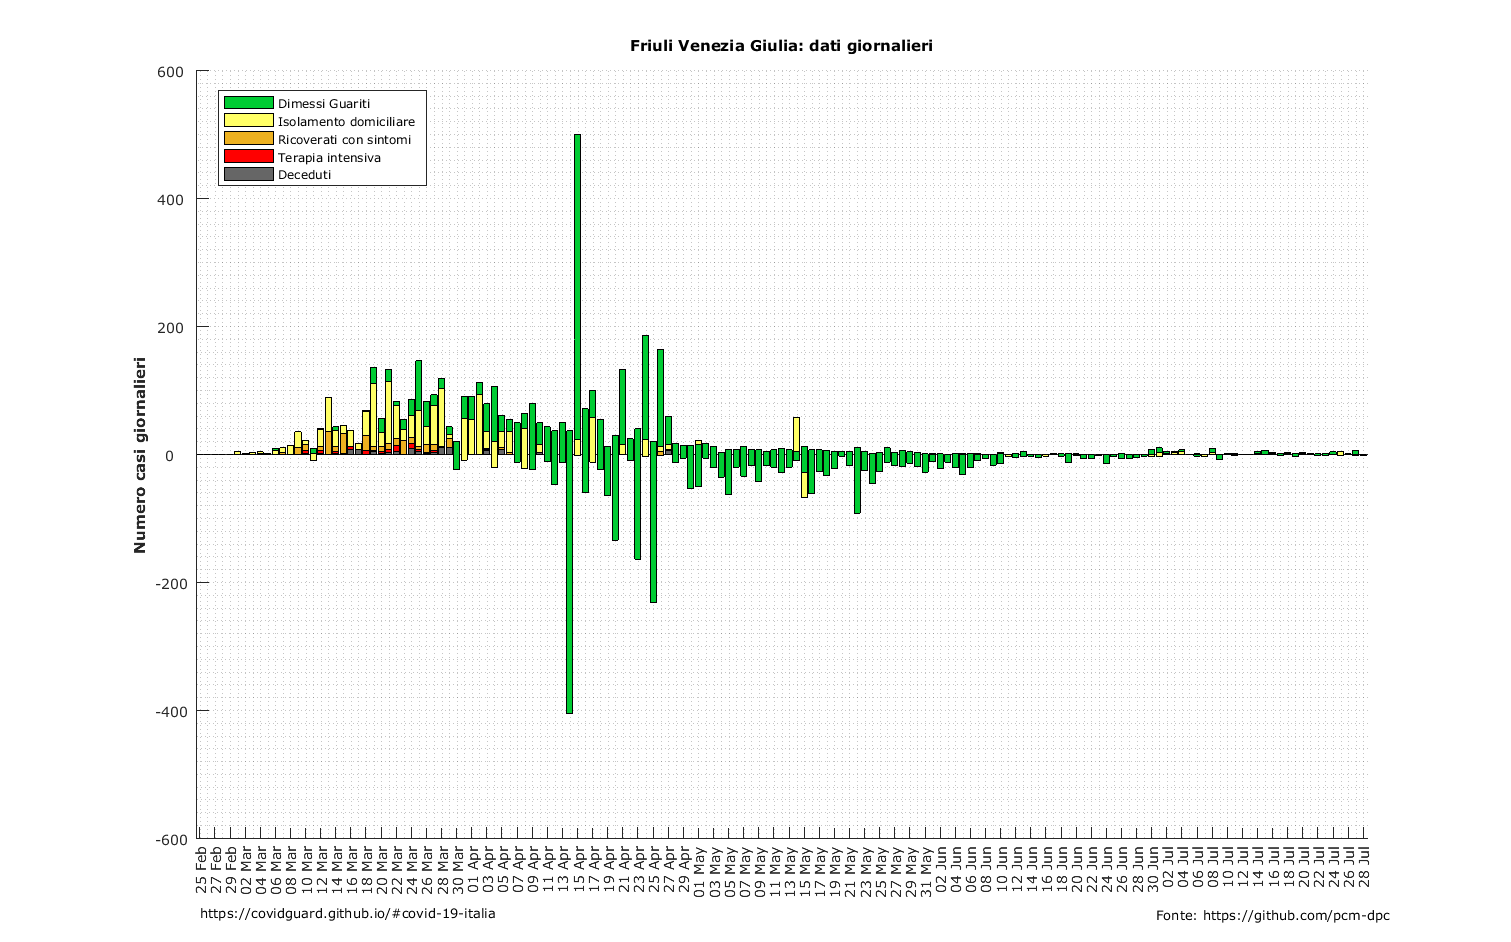 Friuli Venezia Giulia: dati giornalieri
600
400
200
0
-200
-400
-600
Numero casi giornalieri
Dimessi Guariti
Isolamento domiciliare
Ricoverati con sintomi
Terapia intensiva
Deceduti
25 Feb
27 Feb
29 Feb
02 Mar
04 Mar
06 Mar
08 Mar
10 Mar
12 Mar
14 Mar
16 Mar
18 Mar
20 Mar
22 Mar
24 Mar
26 Mar
28 Mar
30 Mar
01 Apr
03 Apr
05 Apr
07 Apr
09 Apr
11 Apr
13 Apr
15 Apr
17 Apr
19 Apr
21 Apr
23 Apr
25 Apr
27 Apr
29 Apr
01 May
03 May
05 May
07 May
09 May
11 May
13 May
15 May
17 May
19 May
21 May
23 May
25 May
27 May
29 May
31 May
02 Jun
04 Jun
06 Jun
08 Jun
10 Jun
12 Jun
14 Jun
16 Jun
18 Jun
20 Jun
22 Jun
24 Jun
26 Jun
28 Jun
30 Jun
02 Jul
04 Jul
06 Jul
08 Jul
10 Jul
12 Jul
14 Jul
16 Jul
18 Jul
20 Jul
22 Jul
24 Jul
26 Jul
28 Jul
https://covidguard.github.io/#covid-19-italia
Fonte: https://github.com/pcm-dpc